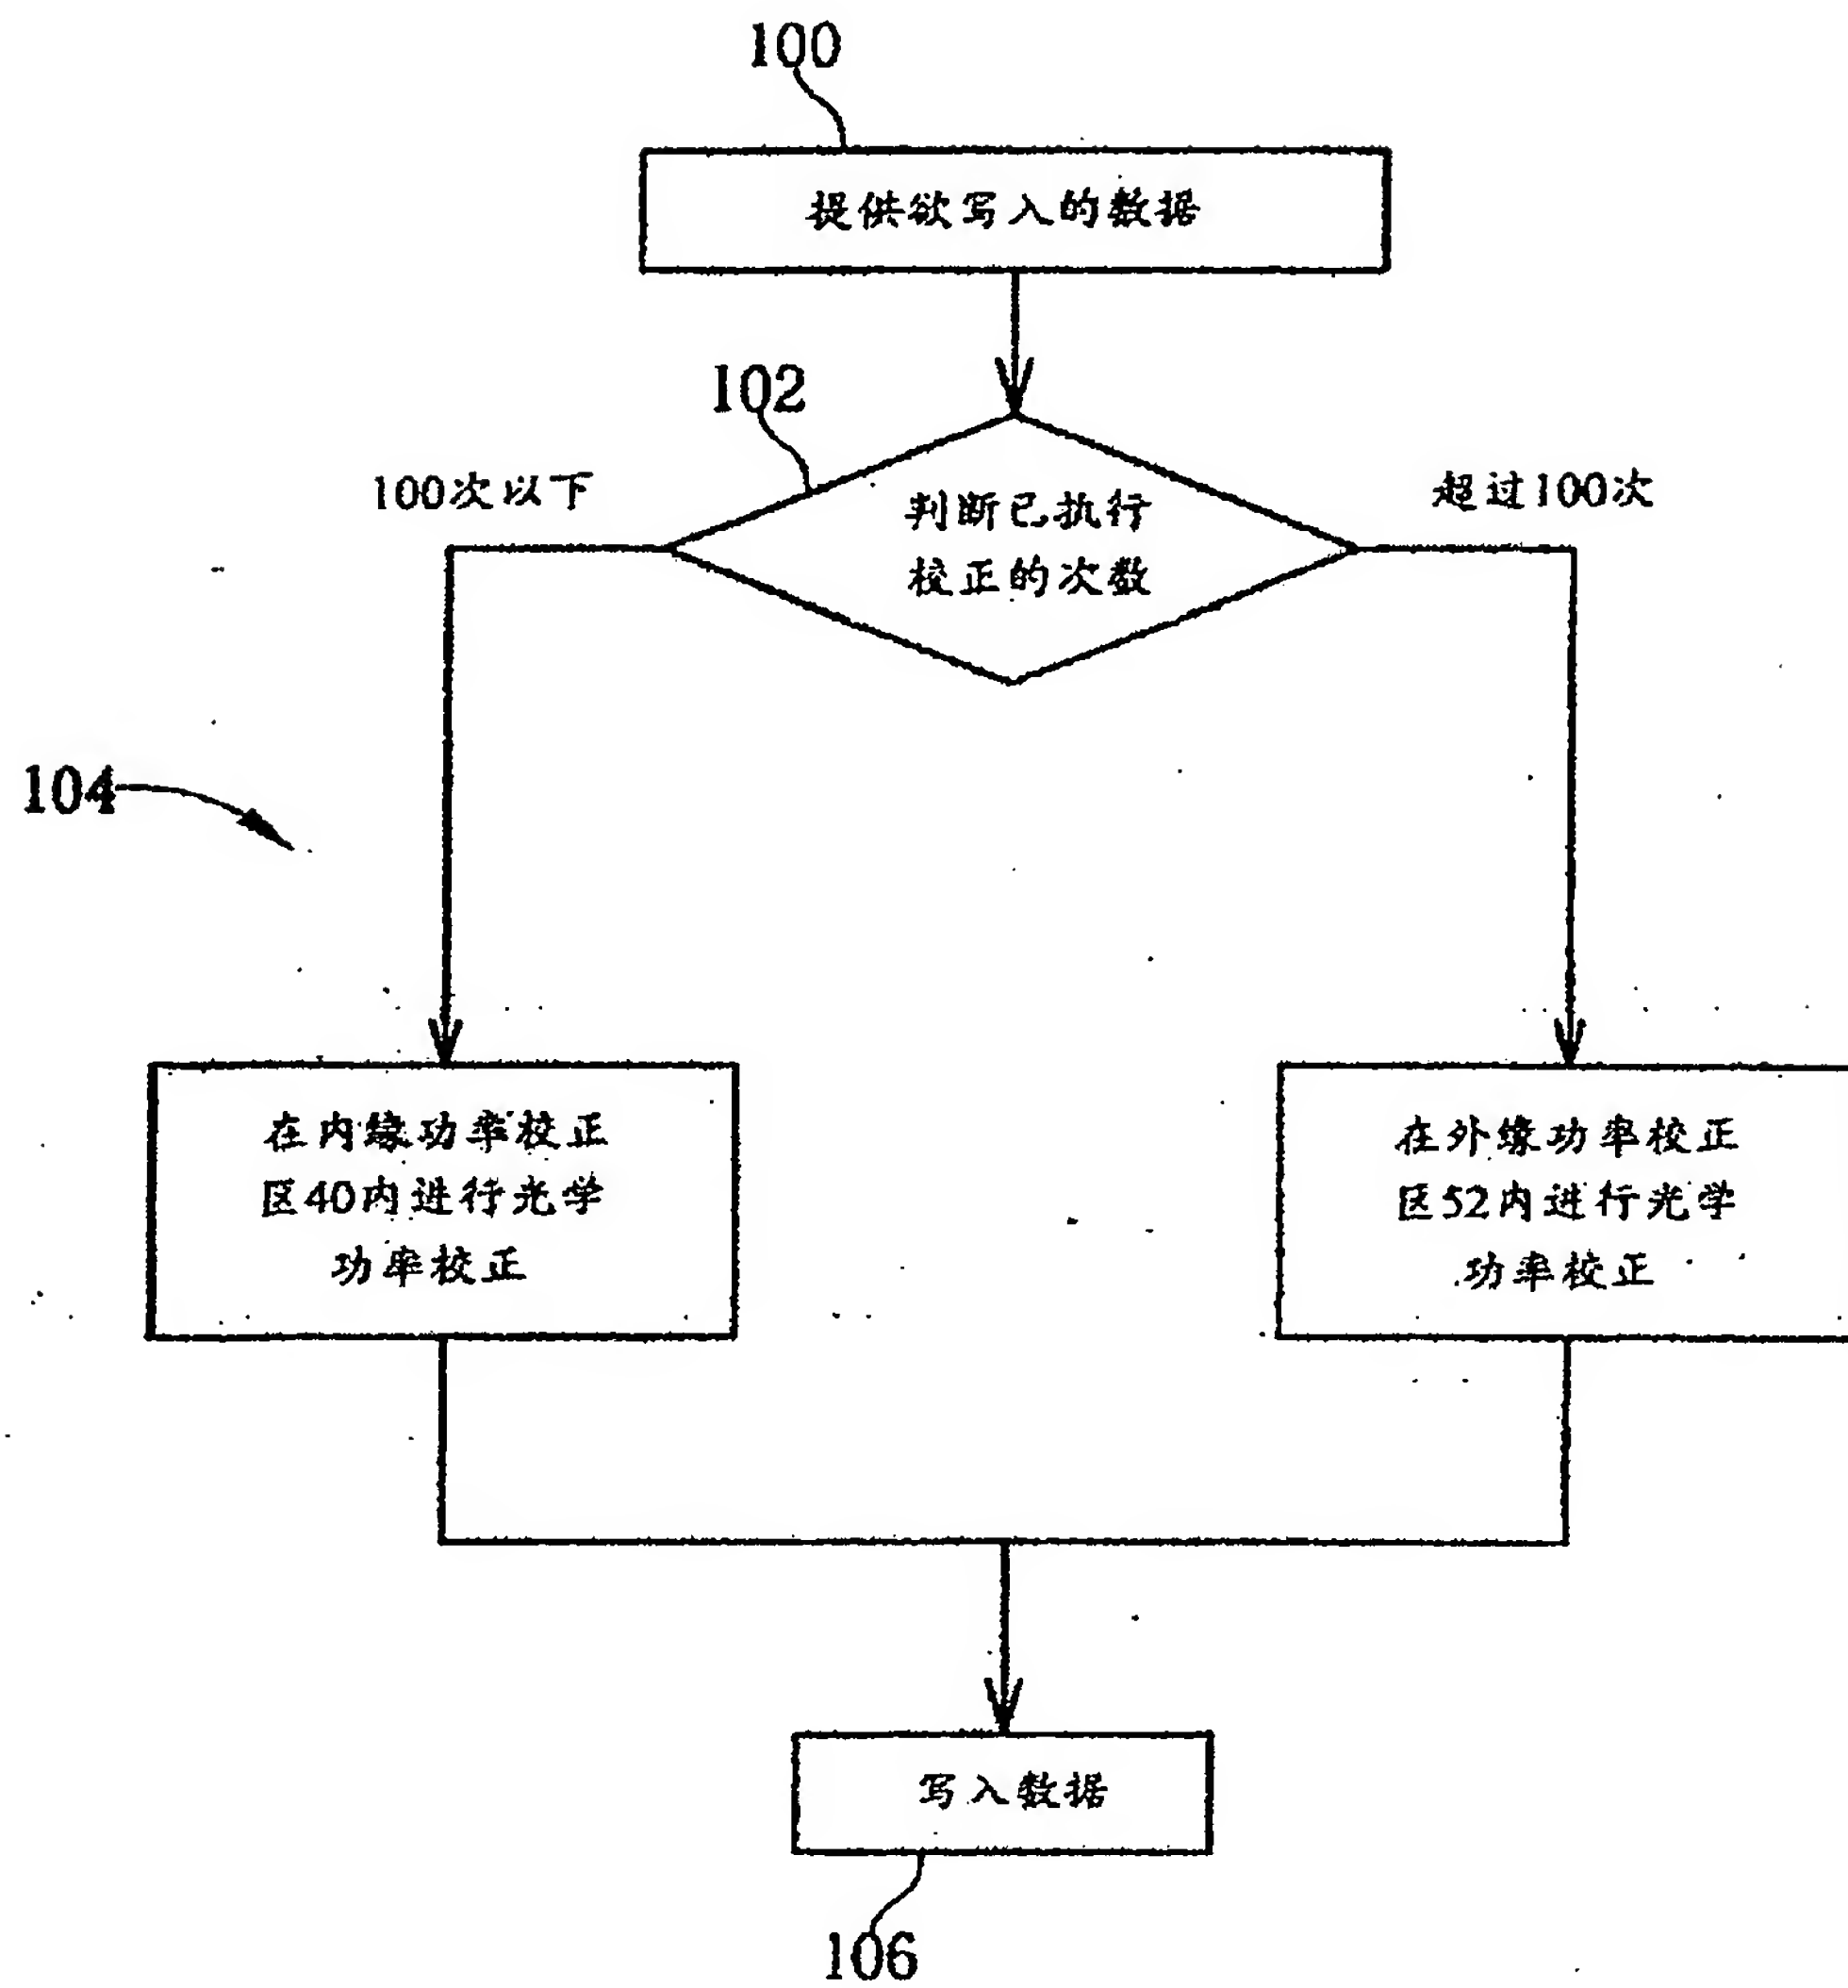 100
提供欲写入的数据
102
100次以下
判断已执行
校正的次数
超过100次
104
在内缘功率校正
区40内进行光学
功率校正
在外缘功率校正
区52内进行光学
功率校正
写入数据
106